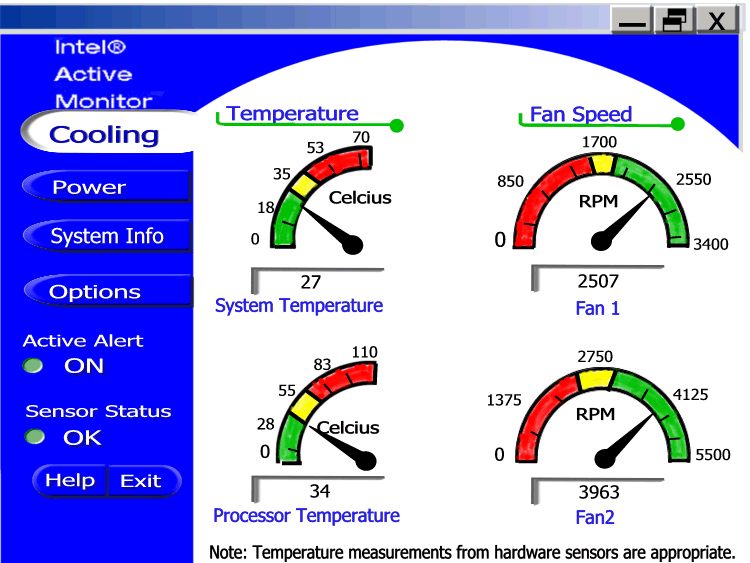 X
Intel®
Active
Monitor
Cooling
Power
System Info
Options
Active Alert
ON
Sensor Status
OK
Help Exit
Temperature
70
53
35
18
0
Celcius
27
System Temperature
Fan Speed
1700
850
2550
RPM
0
3400
2507
Fan 1
110
83
55
28
0
Celcius
34
Processor Temperature
2750
1375
4125
RPM
0
5500
3963
Fan2
Note: Temperature measurements from hardware sensors are appropriate.